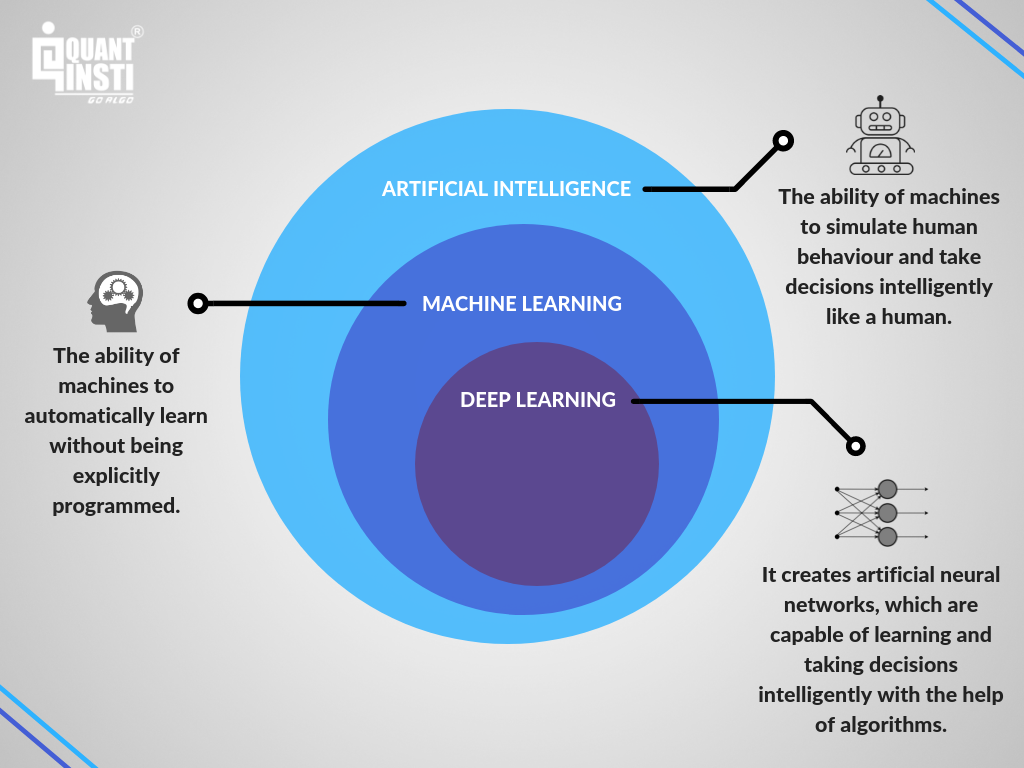 QUANT
INSTI
®
GO ALGO
ARTIFICIAL INTELLIGENCE
The ability of machines
to simulate human
behaviour and take
decisions intelligently
like a human.
MACHINE LEARNING
The ability of
machines to
automatically learn
without being
explicitly
programmed.
DEEP LEARNING
It creates artificial neural
networks, which are
capable of learning and
taking decisions
intelligently with the help
of algorithms.